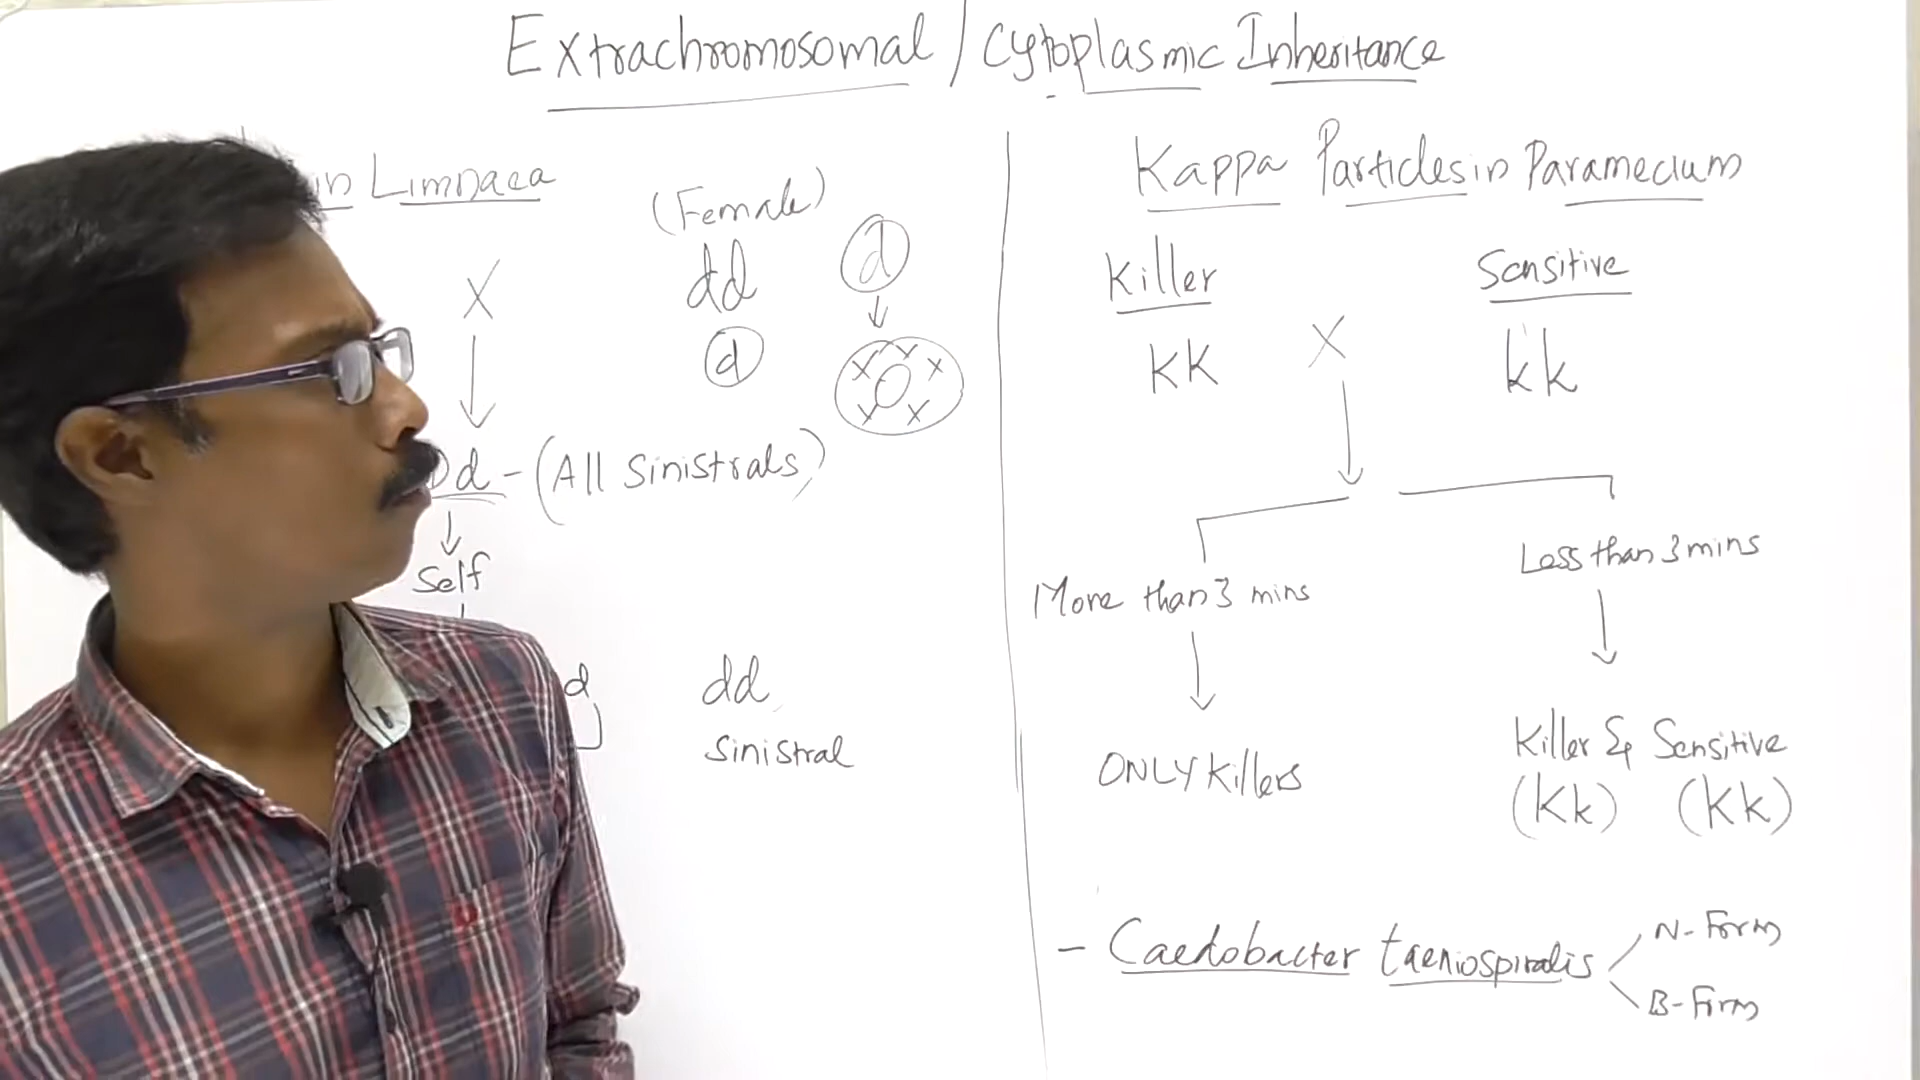 Extrachromosomal / Cytoplasmic Inheritance
in Limnaea
(Female)
X
dd
d
d
x x x x x
Dd - (All Sinistrals)
Self
d
dd
Sinistral
Kappa Particles in Paramecium
Killer
Sensitive
KK
X
kk
More than 3 mins
Less than 3 mins
ONLY Killers
Killer & Sensitive
(Kk) (Kk)
- Caedobacter taeniospiralis
N-Form
B-Form